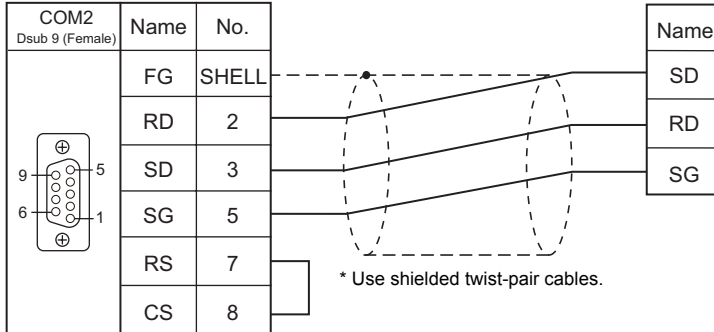 COM2
Dsub 9 (Female)
Name No.
Name
FG SHELL
SD
RD 2
RD
SD 3
SG
SG 5
RS 7
CS 8
9
5
6
1
* Use shielded twist-pair cables.